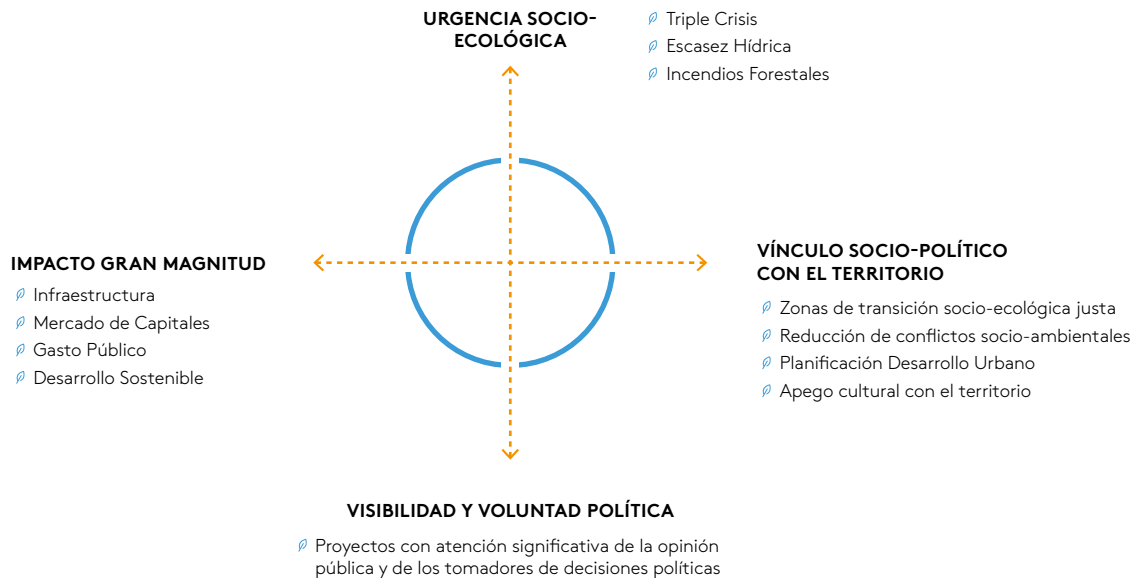 URGENCIA SOCIO-
ECOLÓGICA
Triple Crisis
Escasez Hídrica
Incendios Forestales
IMPACTO GRAN MAGNITUD
Infraestructura
Mercado de Capitales
Gasto Público
Desarrollo Sostenible
VÍNCULO SOCIO-POLÍTICO
CON EL TERRITORIO
Zonas de transición socio-ecológica justa
Reducción de conflictos socio-ambientales
Planificación Desarrollo Urbano
Apego cultural con el territorio
VISIBILIDAD Y VOLUNTAD POLÍTICA
Proyectos con atención significativa de la opinión
pública y de los tomadores de decisiones políticas